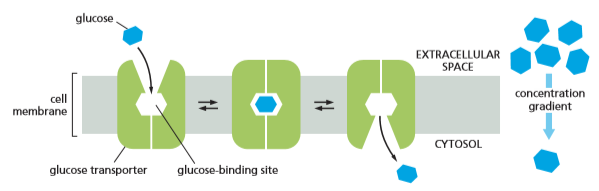 glucose
EXTRACELLULAR
SPACE
cell
membrane
concentration
gradient
CYTOSOL
glucose transporter
glucose-binding site